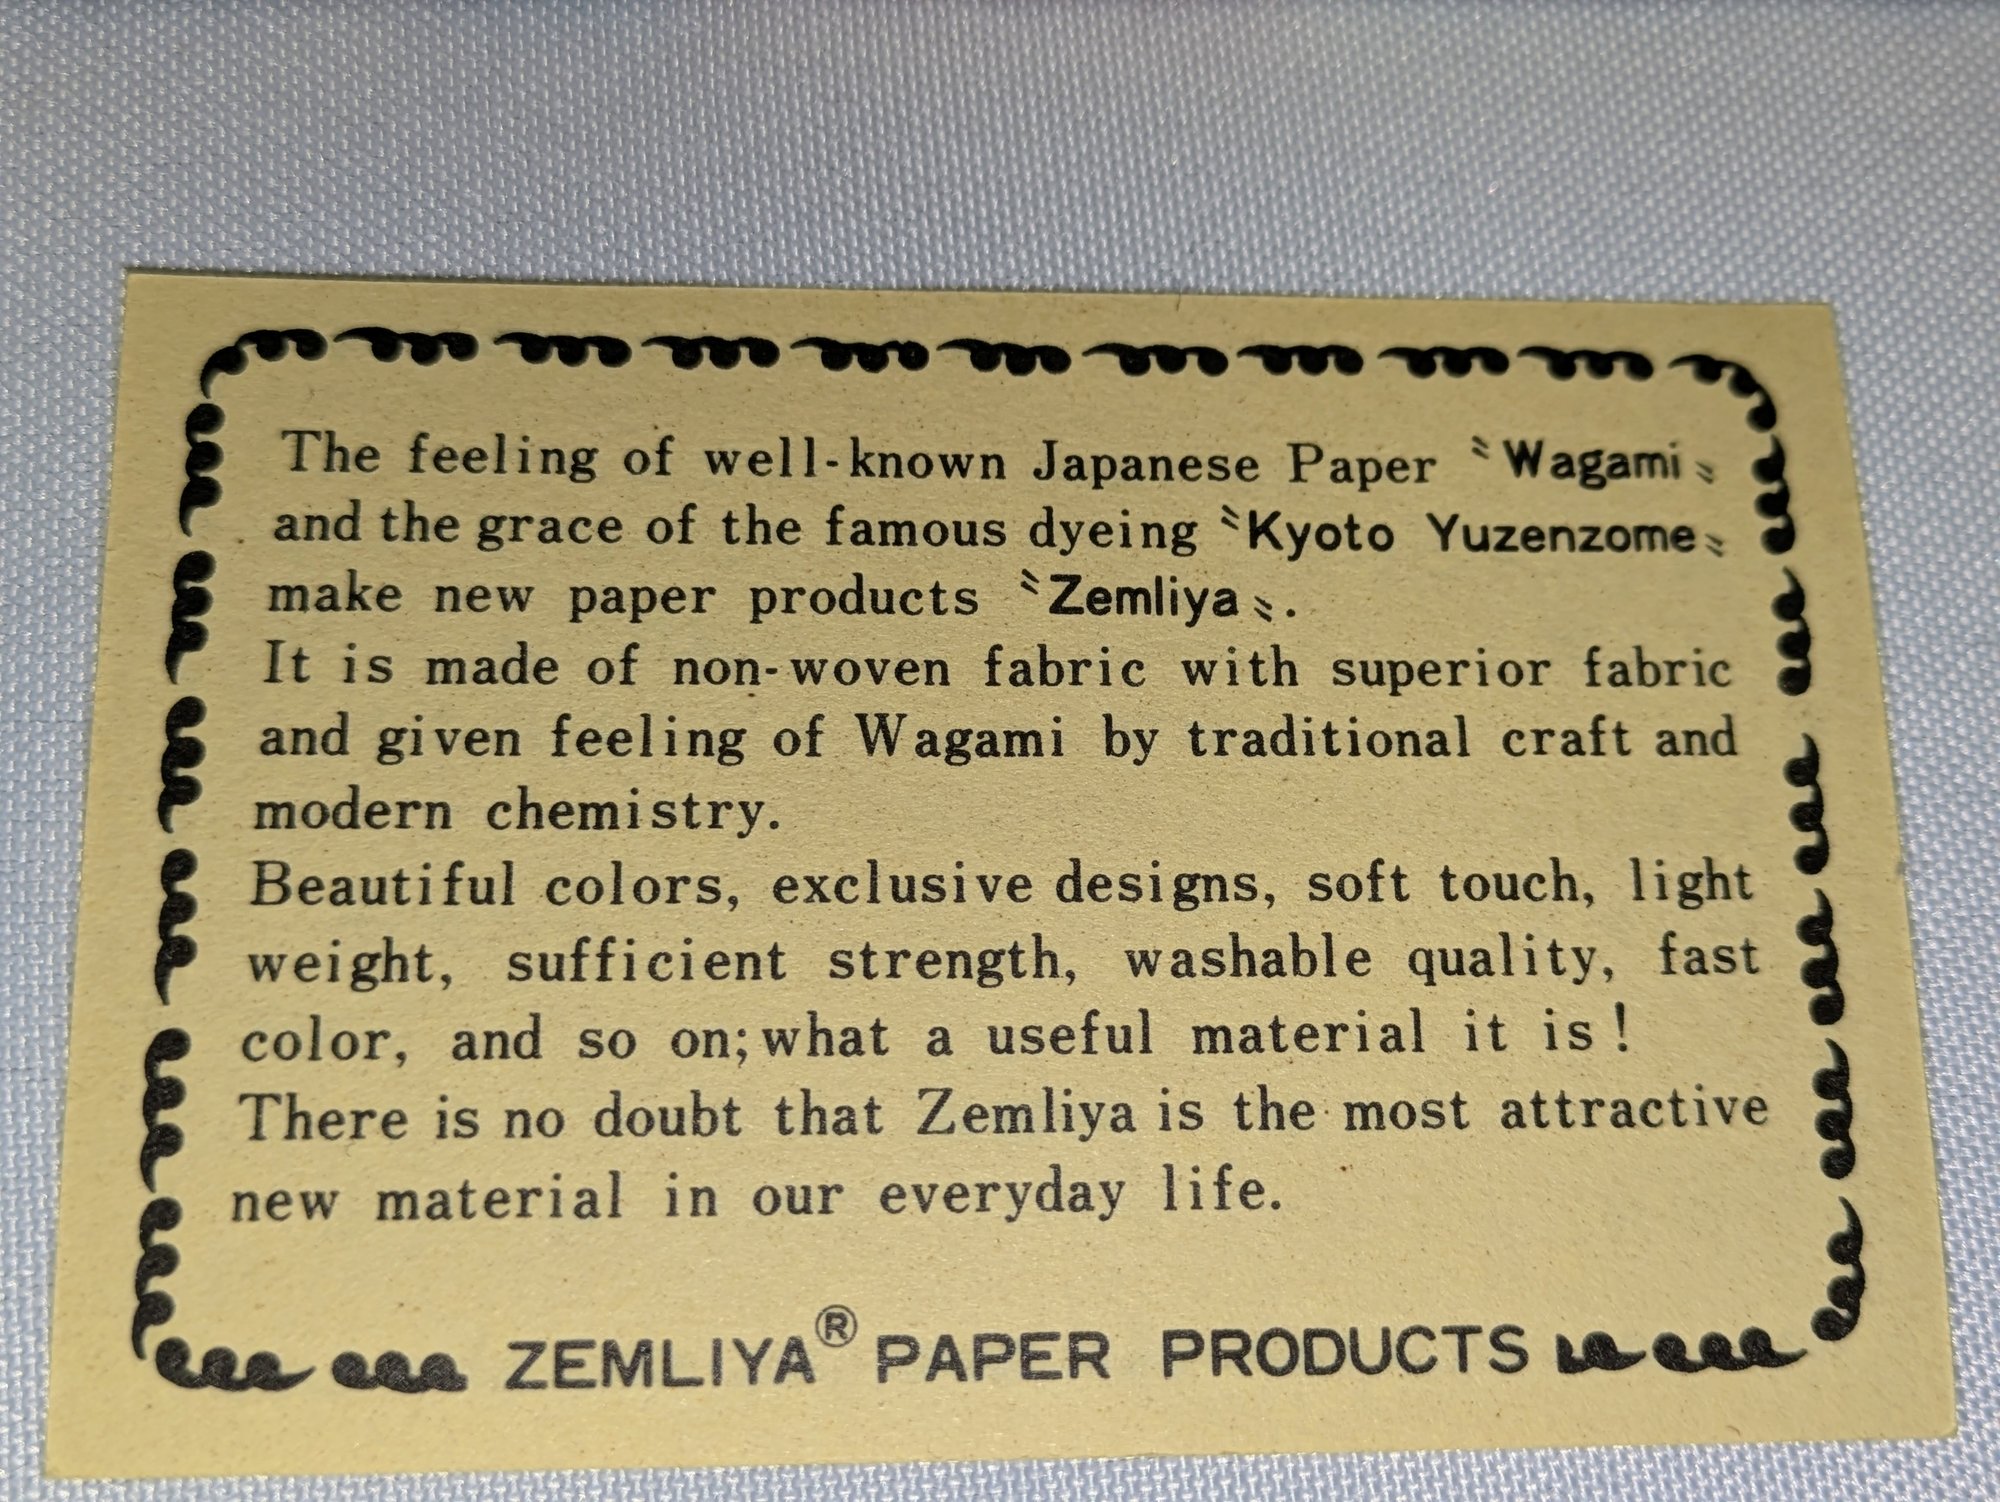 The feeling of well-known Japanese Paper 〝Wagami〟
and the grace of the famous dyeing 〝Kyoto Yuzenzome〟
make new paper products 〝Zemliya〟.
It is made of non-woven fabric with superior fabric
and given feeling of Wagami by traditional craft and
modern chemistry.
Beautiful colors, exclusive designs, soft touch, light
weight, sufficient strength, washable quality, fast
color, and so on; what a useful material it is!
There is no doubt that Zemliya is the most attractive
new material in our everyday life.
ZEMLIYA® PAPER PRODUCTS